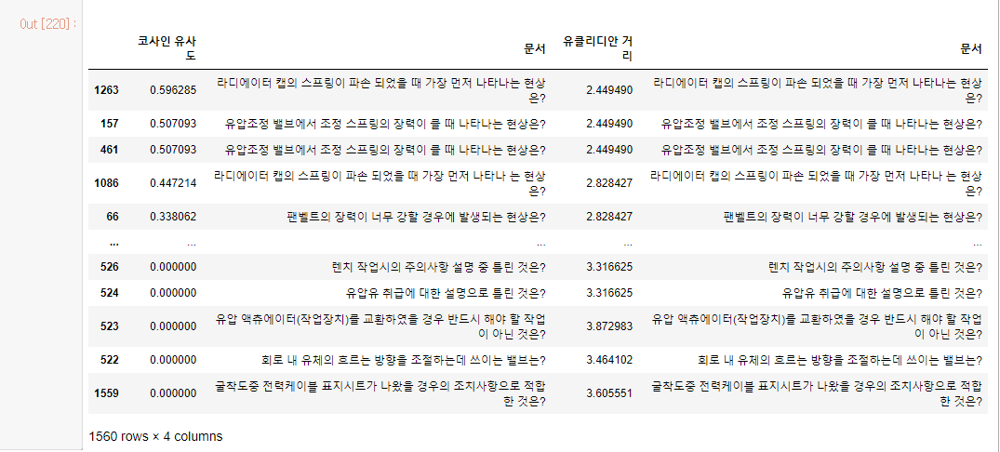 Out [220]:
코사인 유사
도 문서 유클리디안 거
리 문서
1263 0.596285 라디에이터 캡의 스프링이 파손 되었을 때 가장 먼저 나타나는 현상
은? 2.449490 라디에이터 캡의 스프링이 파손 되었을 때 가장 먼저 나타나는 현상
은?
157 0.507093 유압조정 밸브에서 조정 스프링의 장력이 클 때 나타나는 현상은? 2.449490 유압조정 밸브에서 조정 스프링의 장력이 클 때 나타나는 현상은?
461 0.507093 유압조정 밸브에서 조정 스프링의 장력이 클 때 나타나는 현상은? 2.449490 유압조정 밸브에서 조정 스프링의 장력이 클 때 나타나는 현상은?
1086 0.447214 라디에이터 캡의 스프링이 파손 되었을 때 가장 먼저 나타나 는 현상
은? 2.828427 라디에이터 캡의 스프링이 파손 되었을 때 가장 먼저 나타나 는 현상
은?
66 0.338062 팬벨트의 장력이 너무 강할 경우에 발생되는 현상은? 2.828427 팬벨트의 장력이 너무 강할 경우에 발생되는 현상은?
... ... ... ... ...
526 0.000000 렌치 작업시의 주의사항 설명 중 틀린 것은? 3.316625 렌치 작업시의 주의사항 설명 중 틀린 것은?
524 0.000000 유압유 취급에 대한 설명으로 틀린 것은? 3.316625 유압유 취급에 대한 설명으로 틀린 것은?
523 0.000000 유압 액츄에이터(작업장치)를 교환하였을 경우 반드시 해야 할 작업
이 아닌 것은? 3.872983 유압 액츄에이터(작업장치)를 교환하였을 경우 반드시 해야 할 작업
이 아닌 것은?
522 0.000000 회로 내 유체의 흐르는 방향을 조절하는데 쓰이는 밸브는? 3.464102 회로 내 유체의 흐르는 방향을 조절하는데 쓰이는 밸브는?
1559 0.000000 굴착도중 전력케이블 표지시트가 나왔을 경우의 조치사항으로 적합
한 것은? 3.605551 굴착도중 전력케이블 표지시트가 나왔을 경우의 조치사항으로 적합
한 것은?
1560 rows × 4 columns